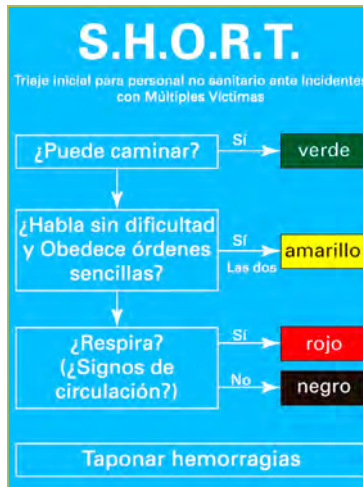 S.H.O.R.T.
Triaje inicial para personal no sanitario ante Incidentes
con Múltiples Víctimas
¿Puede caminar?
Sí
verde
¿Habla sin dificultad
y Obedece órdenes
sencillas?
Sí
Las dos
amarillo
¿Respira?
(¿Signos de
circulación?)
Sí
rojo
No
negro
Taponar hemorragias